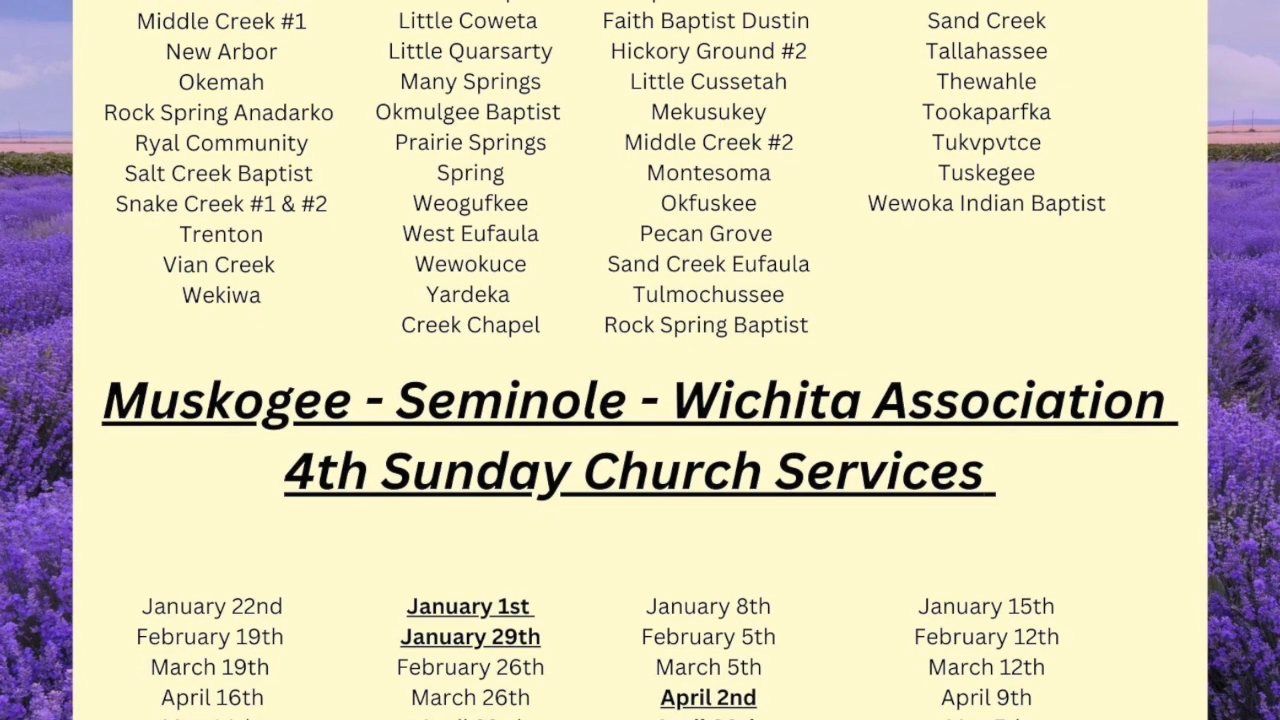 Middle Creek #1 Little Coweta Faith Baptist Dustin Sand Creek
New Arbor Little Quarsarty Hickory Ground #2 Tallahassee
Okemah Many Springs Little Cussetah Thewahle
Rock Spring Anadarko Okmulgee Baptist Mekusukey Tookaparfka
Ryal Community Prairie Springs Middle Creek #2 Tukvpvtce
Salt Creek Baptist Spring Montesoma Tuskegee
Snake Creek #1 & #2 Weogufkee Okfuskee Wewoka Indian Baptist
Trenton West Eufaula Pecan Grove
Vian Creek Wewokuce Sand Creek Eufaula
Wekiwa Yardeka Tulmochussee
Creek Chapel Rock Spring Baptist
Muskogee - Seminole - Wichita Association
4th Sunday Church Services
January 22nd January 1st January 8th January 15th
February 19th January 29th February 5th February 12th
March 19th February 26th March 5th March 12th
April 16th March 26th April 2nd April 9th